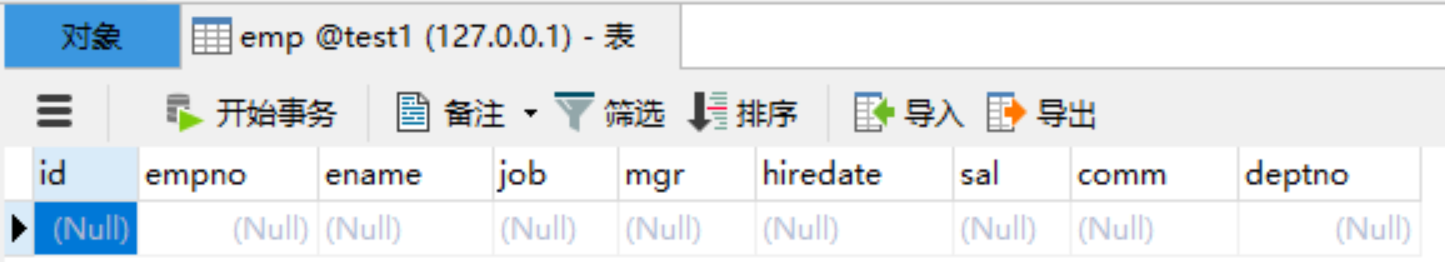 对象 emp @test1 (127.0.0.1) - 表
开始事务 备注 筛选 排序 导入 导出
id empno ename job mgr hiredate sal comm deptno
(Null) (Null) (Null) (Null) (Null) (Null) (Null) (Null) (Null)